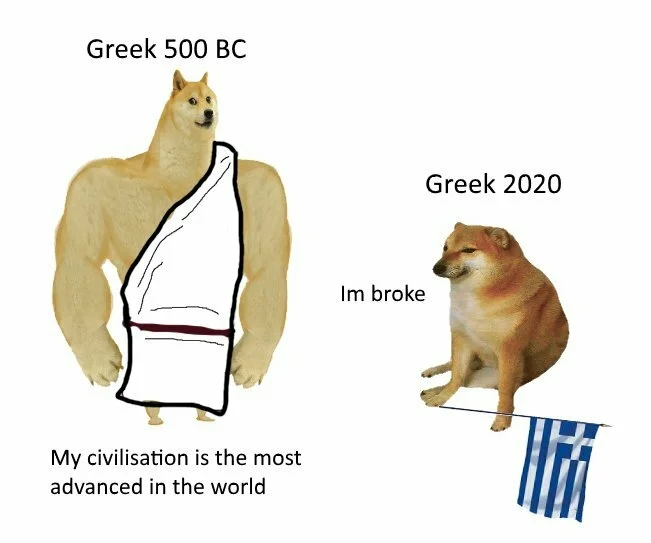 Greek 500 BC
My civilisation is the most
advanced in the world
Greek 2020
Im broke